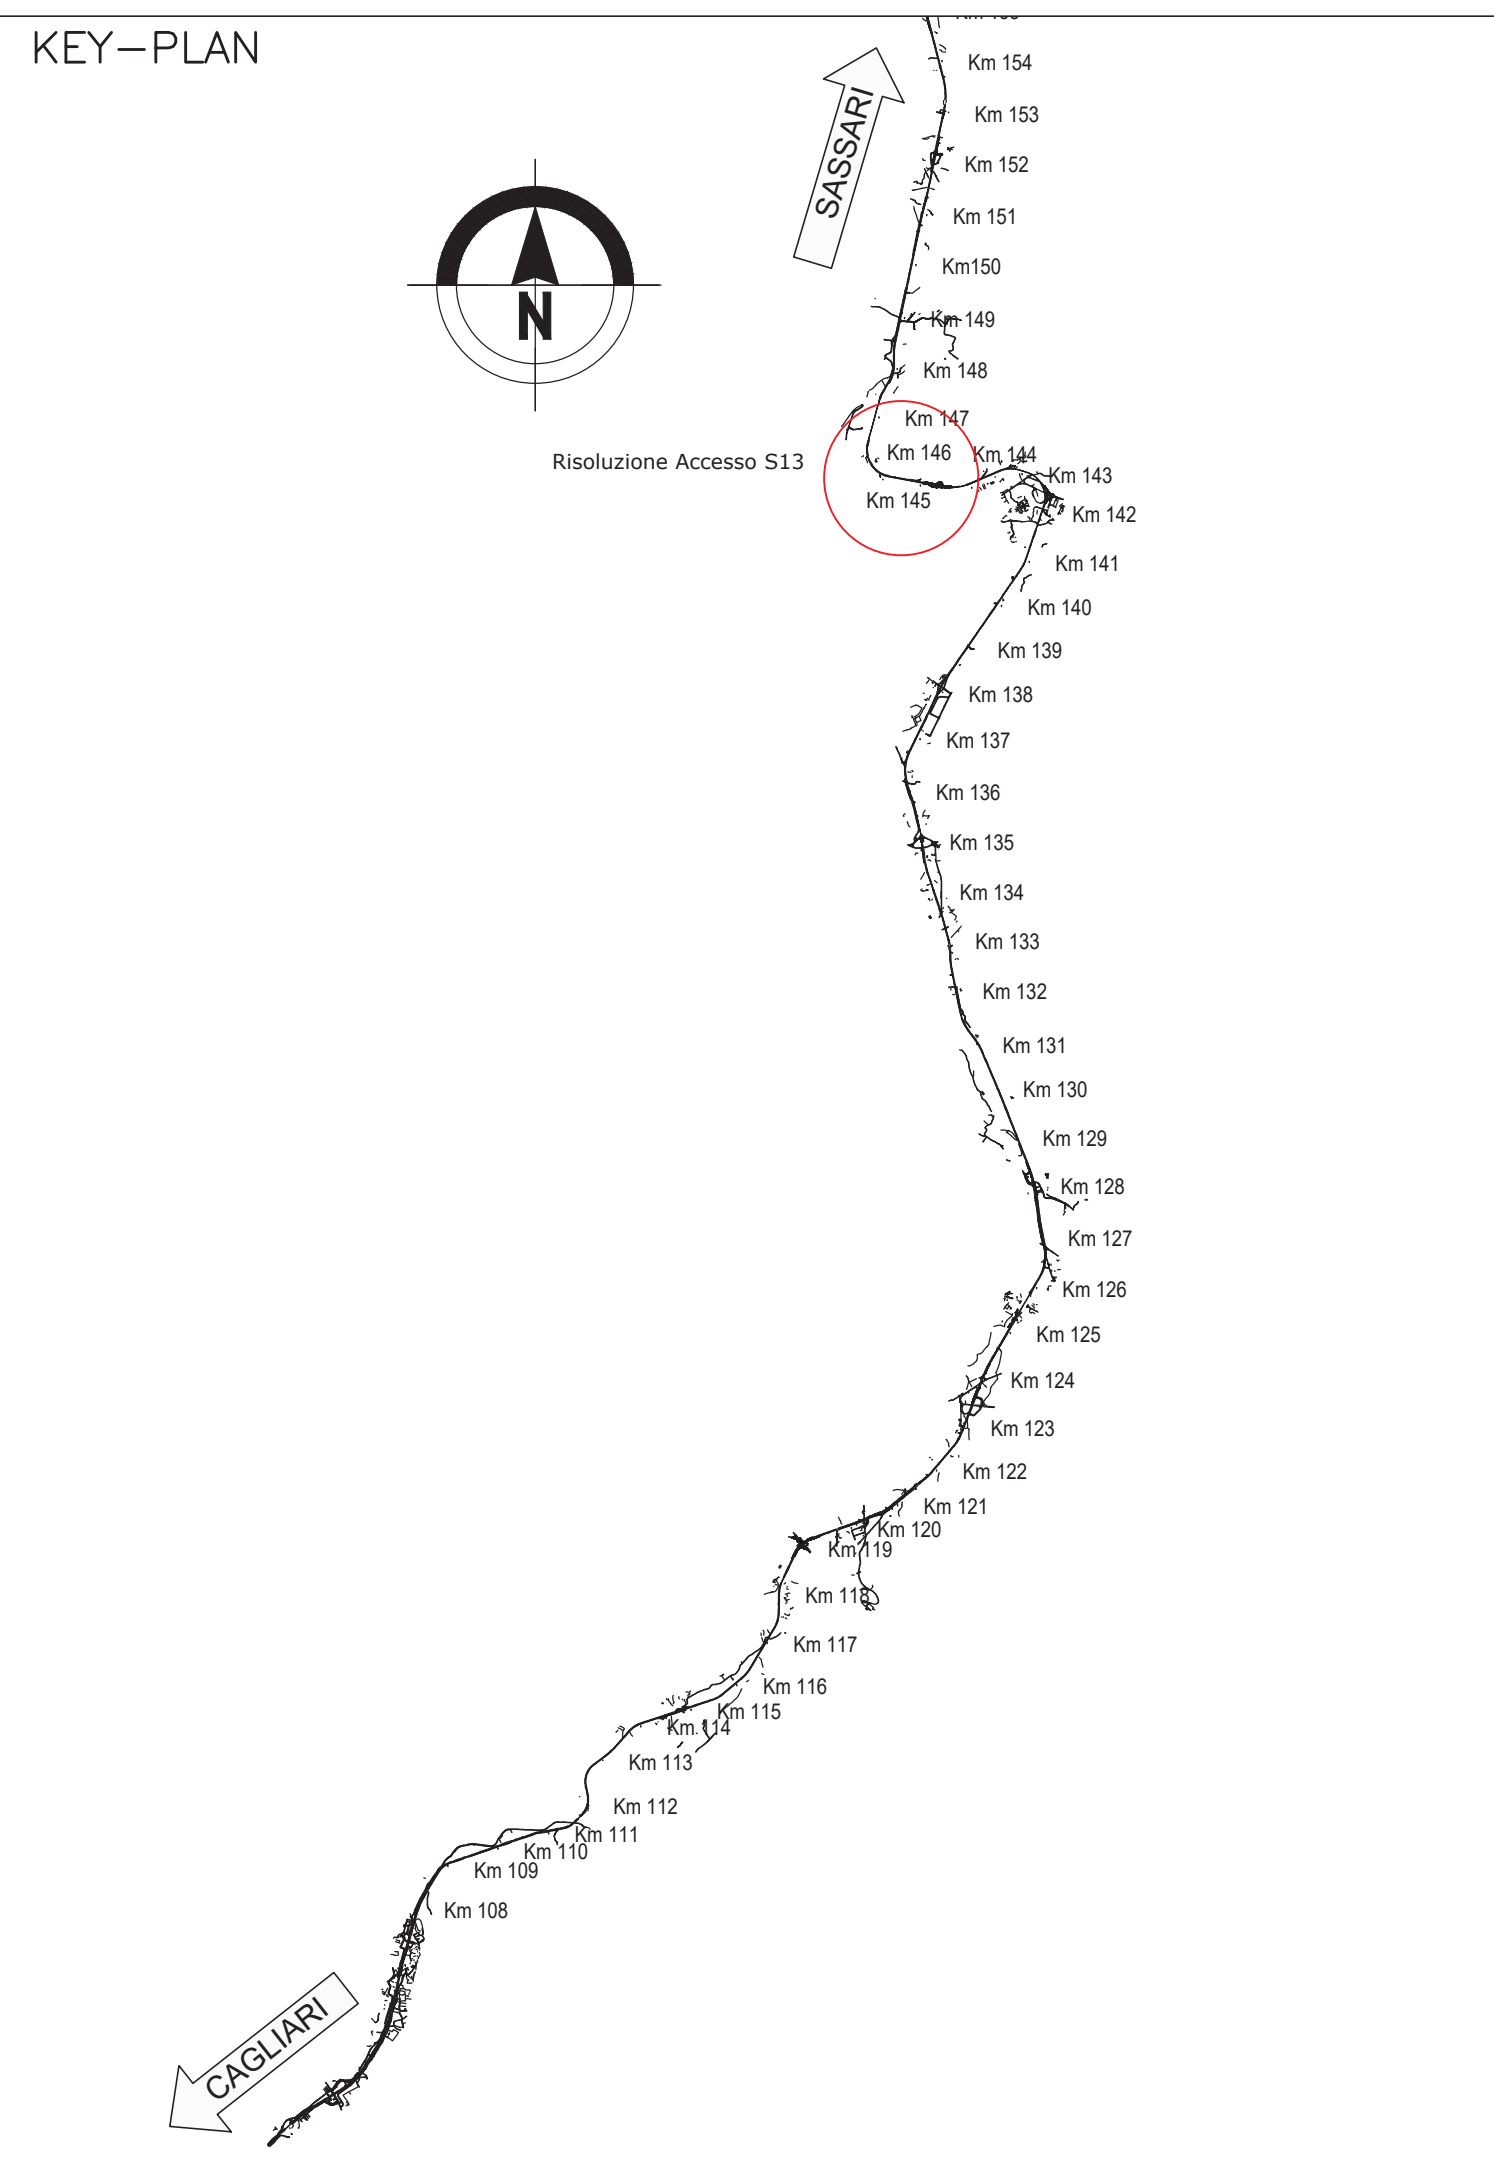 KEY-PLAN
Km 154
SASSARI
Km 153
Km 152
Km 151
Km150
N
Km 149
Km 148
Km 147
Km 146
Km 144
Risoluzione Accesso S13
Km 143
Km 145
Km 142
Km 141
Km 140
Km 139
Km 138
Km 137
Km 136
Km 135
Km 134
Km 133
Km 132
Km 131
Km 130
Km 129
Km 128
Km 127
Km 126
Km 125
Km 124
Km 123
Km 122
Km 121
Km 120
Km 119
Km 118
Km 117
Km 116
Km 115
Km 114
Km 113
Km 112
Km 111
Km 110
Km 109
Km 108
CAGLIARI